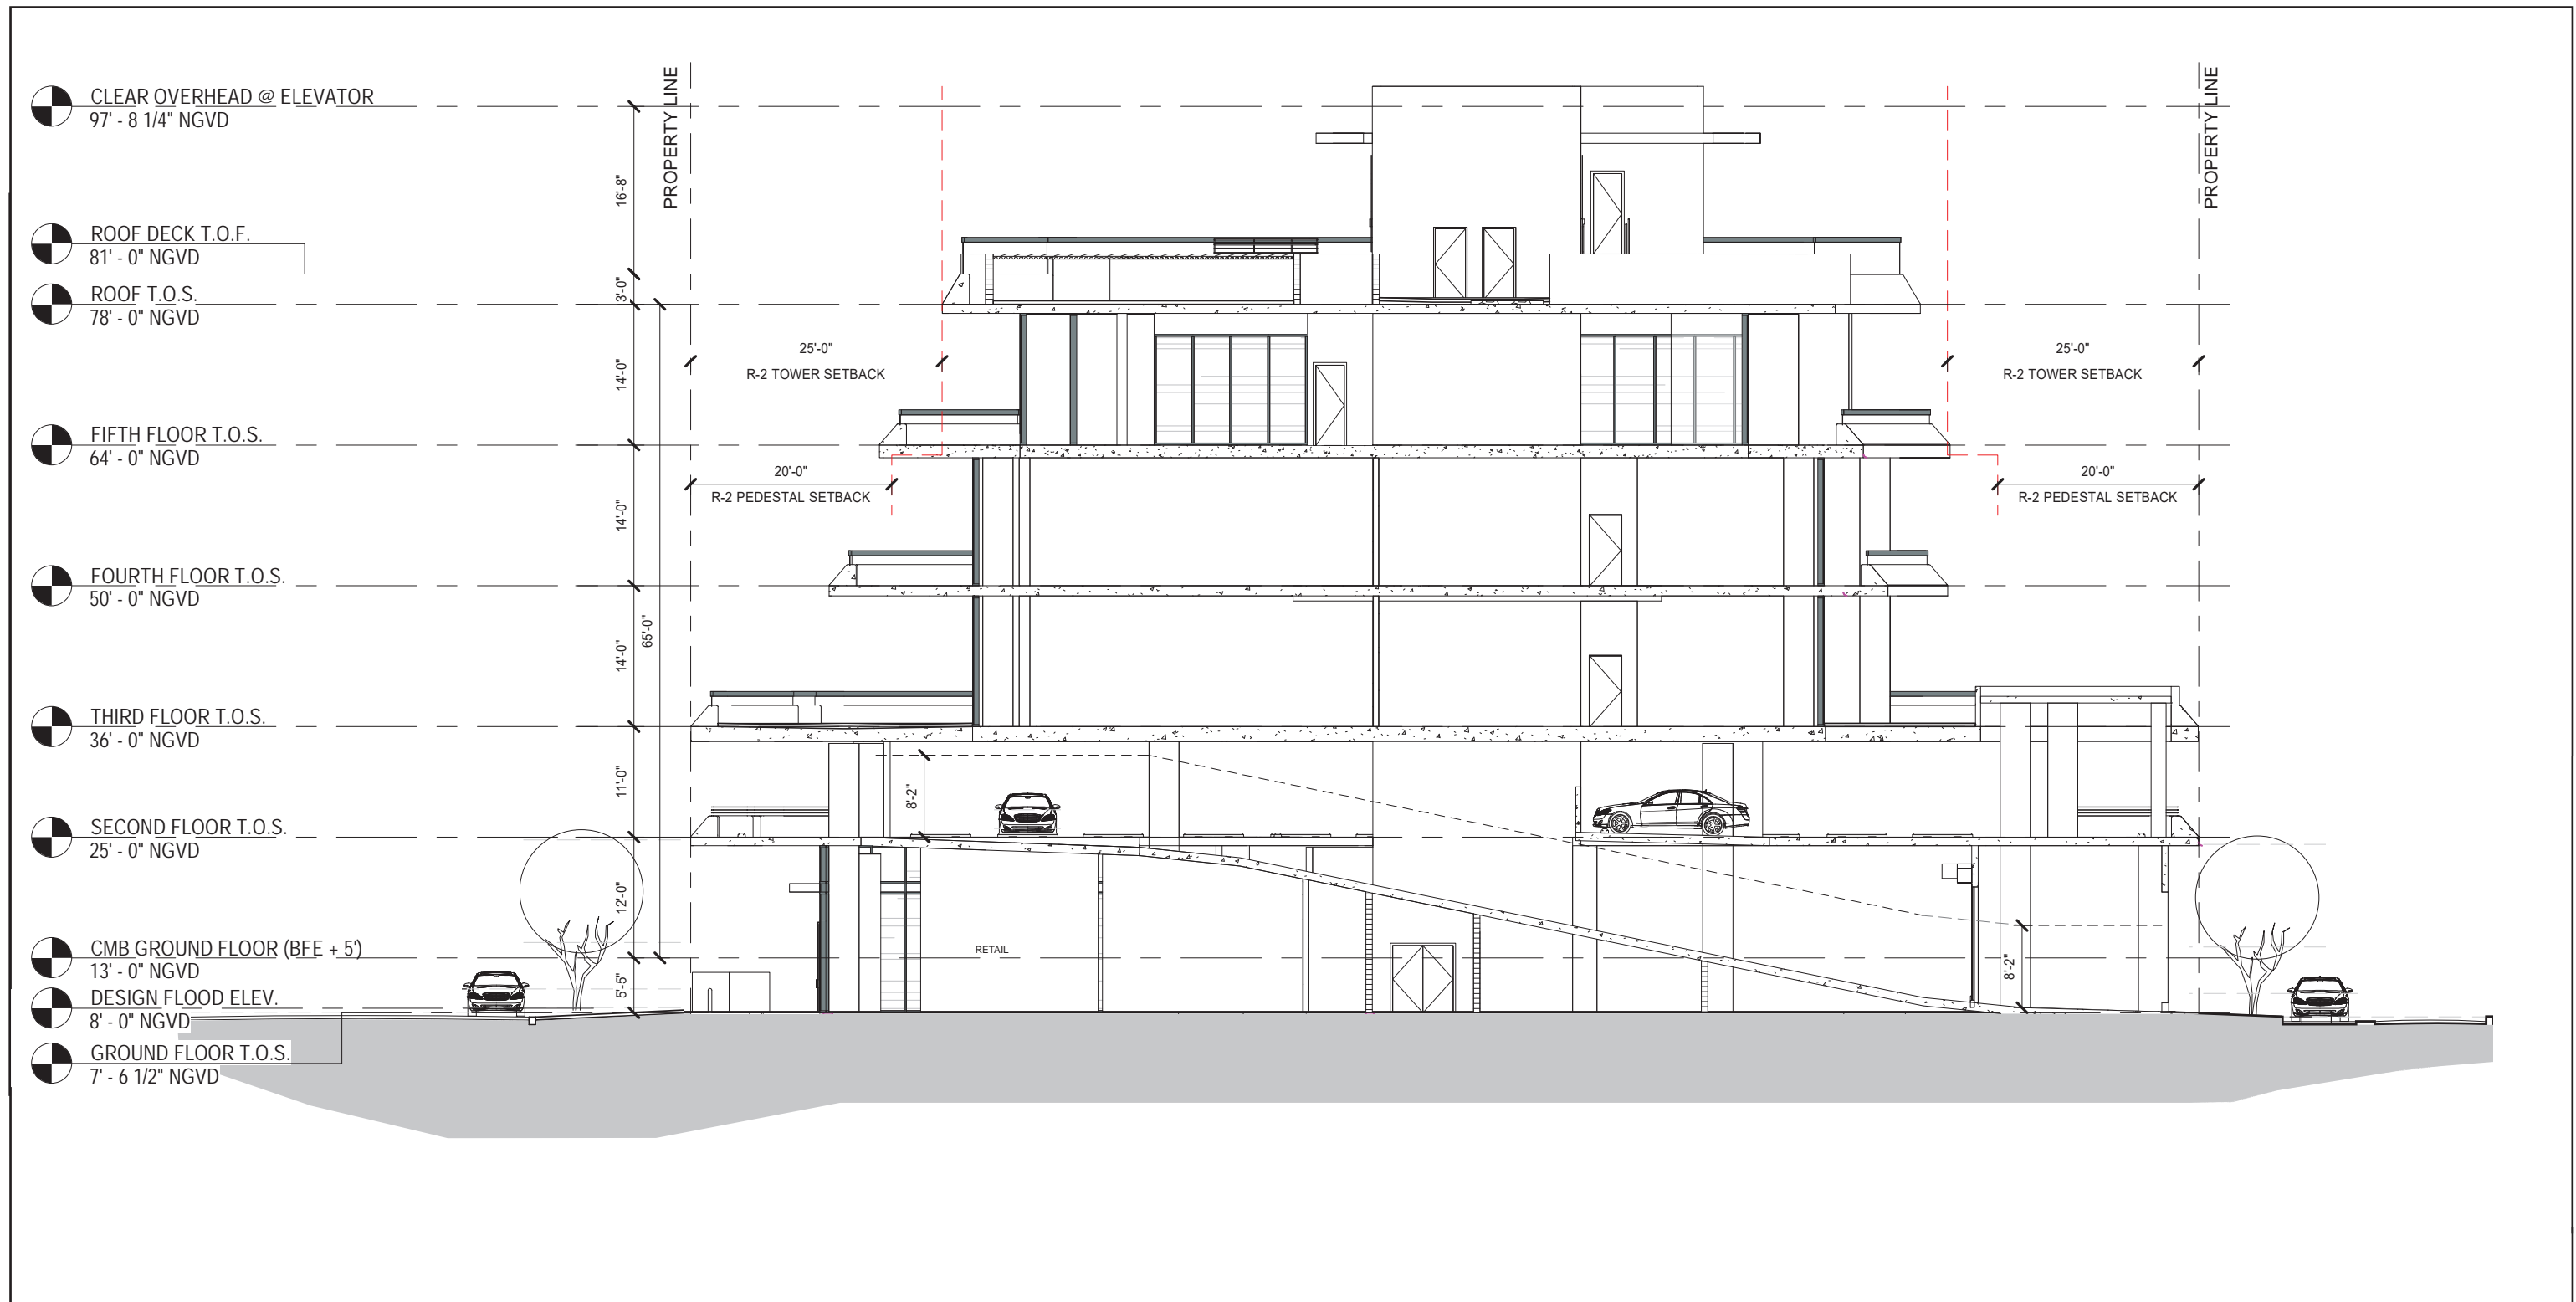 CLEAR OVERHEAD @ ELEVATOR
97' - 8 1/4" NGVD
ROOF DECK T.O.F.
81' - 0" NGVD
ROOF T.O.S.
78' - 0" NGVD
FIFTH FLOOR T.O.S.
64' - 0" NGVD
FOURTH FLOOR T.O.S.
50' - 0" NGVD
THIRD FLOOR T.O.S.
36' - 0" NGVD
SECOND FLOOR T.O.S.
25' - 0" NGVD
CMB GROUND FLOOR (BFE + 5')
13' - 0" NGVD
DESIGN FLOOD ELEV.
8' - 0" NGVD
GROUND FLOOR T.O.S.
7' - 6 1/2" NGVD
16'-8"
3'-0"
14'-0"
14'-0"
14'-0"
11'-0"
12'-0"
5'-5"
65'-0"
PROPERTY LINE
25'-0"
R-2 TOWER SETBACK
20'-0"
R-2 PEDESTAL SETBACK
8'-2"
RETAIL
8'-2"
25'-0"
R-2 TOWER SETBACK
20'-0"
R-2 PEDESTAL SETBACK
PROPERTY LINE